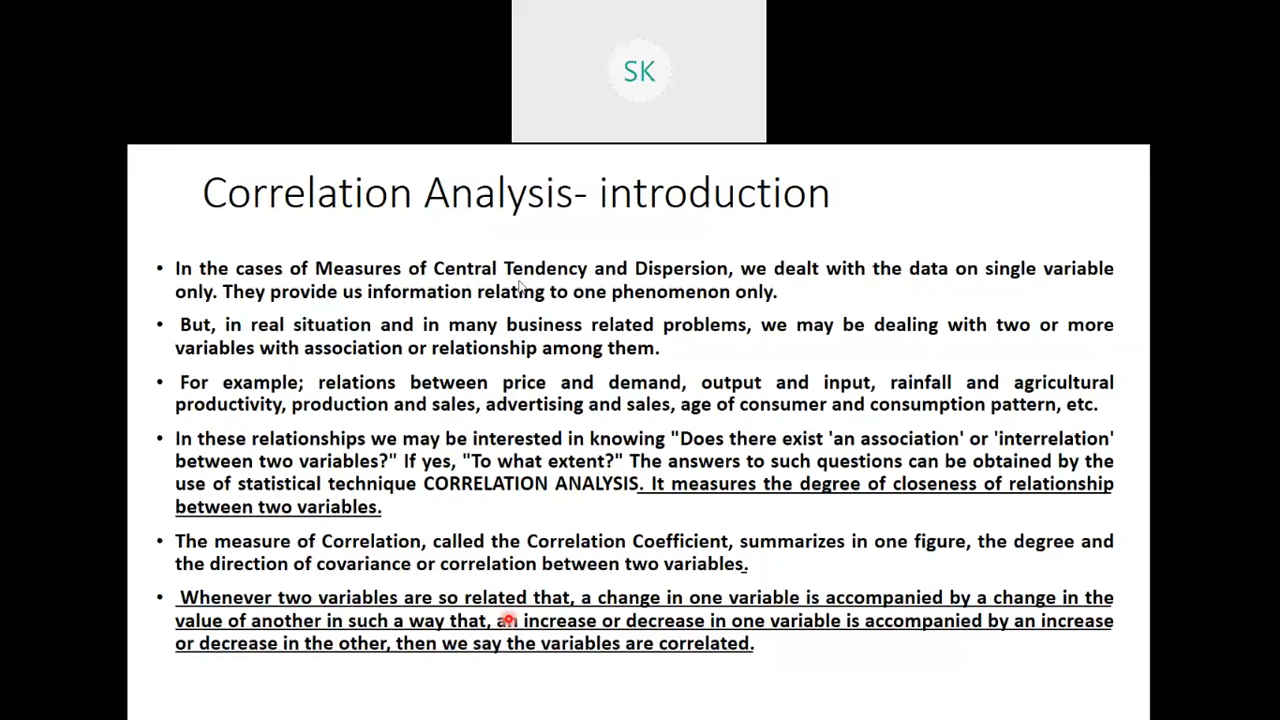 SK
Correlation Analysis- introduction
• In the cases of Measures of Central Tendency and Dispersion, we dealt with the data on single variable
only. They provide us information relating to one phenomenon only.
• But, in real situation and in many business related problems, we may be dealing with two or more
variables with association or relationship among them.
• For example; relations between price and demand, output and input, rainfall and agricultural
productivity, production and sales, advertising and sales, age of consumer and consumption pattern, etc.
• In these relationships we may be interested in knowing "Does there exist 'an association' or 'interrelation'
between two variables?" If yes, "To what extent?" The answers to such questions can be obtained by the
use of statistical technique CORRELATION ANALYSIS. It measures the degree of closeness of relationship
between two variables.
• The measure of Correlation, called the Correlation Coefficient, summarizes in one figure, the degree and
the direction of covariance or correlation between two variables.
• Whenever two variables are so related that, a change in one variable is accompanied by a change in the
value of another in such a way that, an increase or decrease in one variable is accompanied by an increase
or decrease in the other, then we say the variables are correlated.